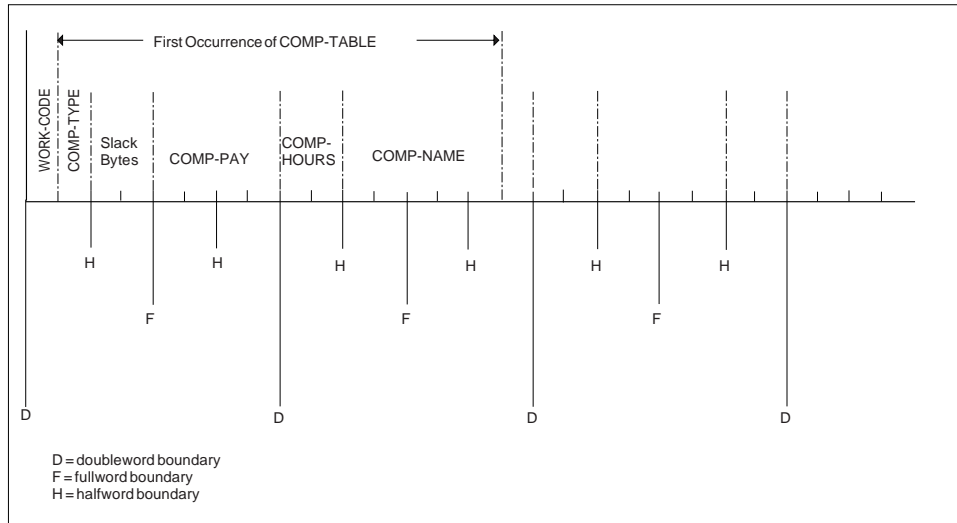 First Occurrence of COMP-TABLE
WORK-CODE
COMP-TYPE
Slack
Bytes
COMP-PAY
COMP-
HOURS
COMP-NAME
H
H
H
H
H
H
F
F
F
D
D
D
D
D = doubleword boundary
F = fullword boundary
H = halfword boundary